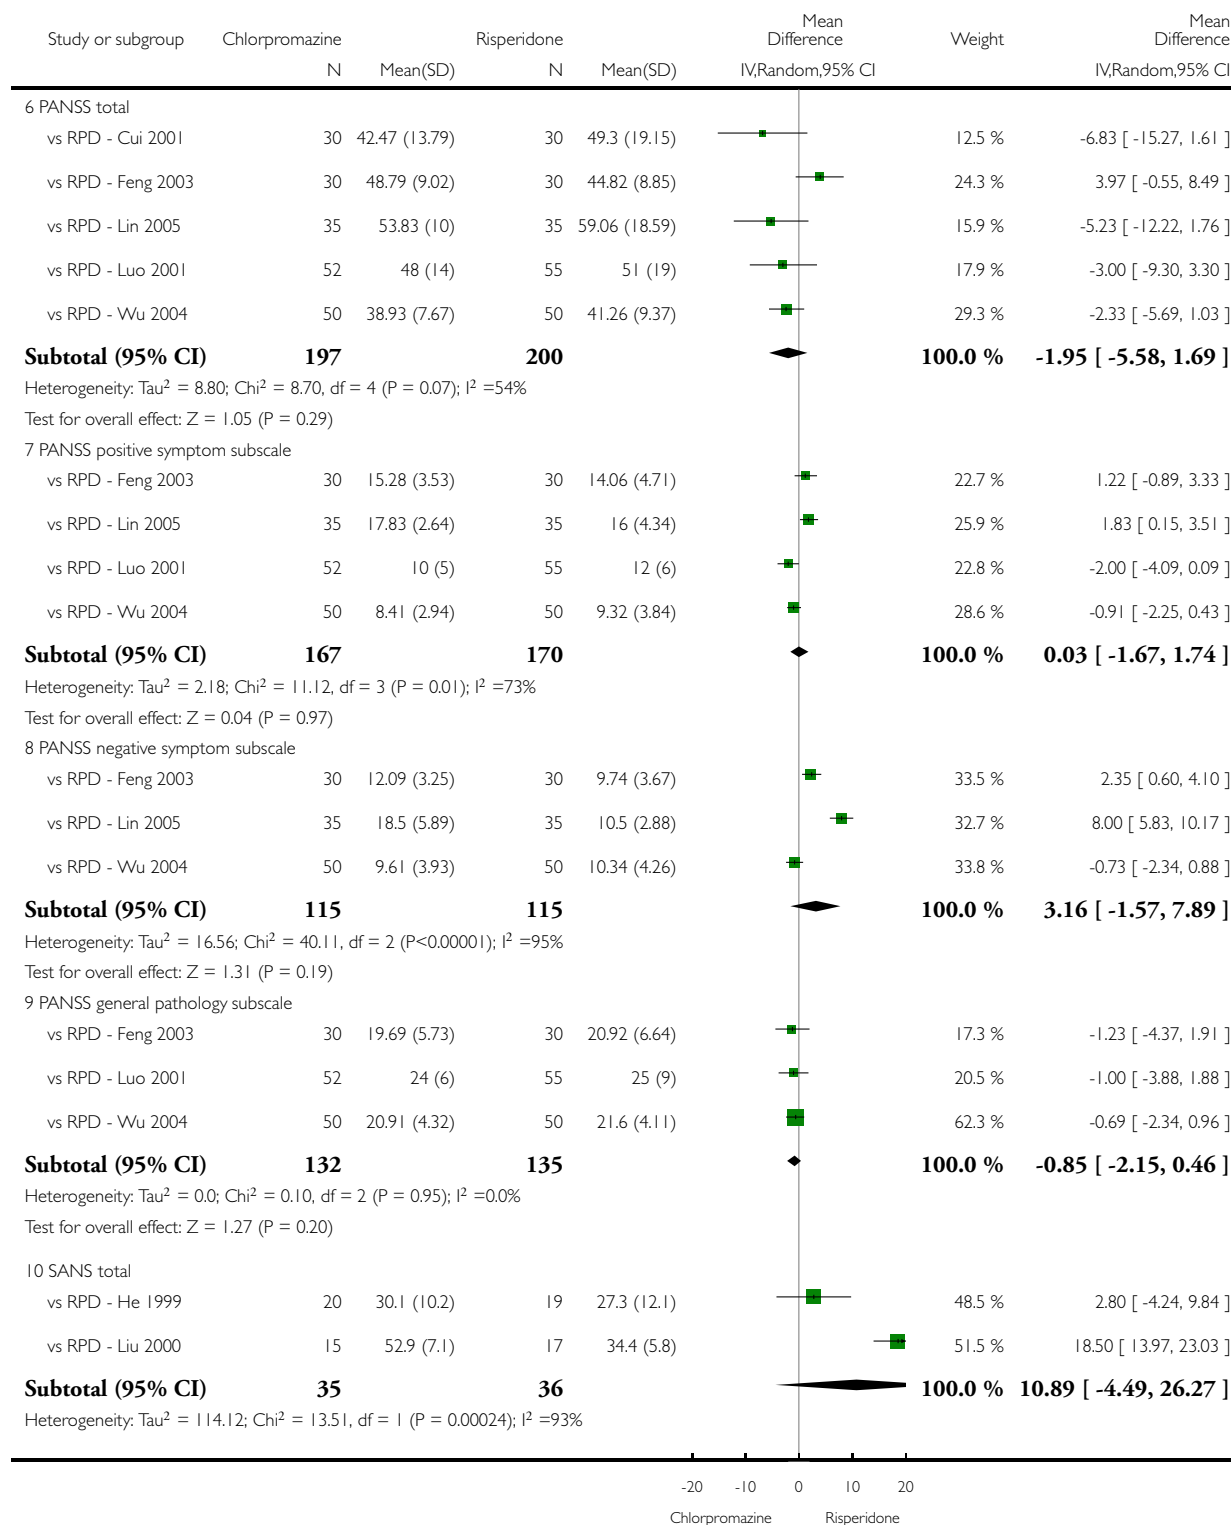 Study or subgroup Chlorpromazine Risperidone Mean Difference Weight Mean Difference
N Mean(SD) N Mean(SD) IV,Random,95% CI IV,Random,95% CI
6 PANSS total
vs RPD - Cui 2001 30 42.47 (13.79) 30 49.3 (19.15) 12.5 % -6.83 [ -15.27, 1.61 ]
vs RPD - Feng 2003 30 48.79 (9.02) 30 44.82 (8.85) 24.3 % 3.97 [ -0.55, 8.49 ]
vs RPD - Lin 2005 35 53.83 (10) 35 59.06 (18.59) 15.9 % -5.23 [ -12.22, 1.76 ]
vs RPD - Luo 2001 52 48 (14) 55 51 (19) 17.9 % -3.00 [ -9.30, 3.30 ]
vs RPD - Wu 2004 50 38.93 (7.67) 50 41.26 (9.37) 29.3 % -2.33 [ -5.69, 1.03 ]
Subtotal (95% CI) 197 200 100.0 % -1.95 [ -5.58, 1.69 ]
Heterogeneity: Tau² = 8.80; Chi² = 8.70, df = 4 (P = 0.07); I² =54%
Test for overall effect: Z = 1.05 (P = 0.29)
7 PANSS positive symptom subscale
vs RPD - Feng 2003 30 15.28 (3.53) 30 14.06 (4.71) 22.7 % 1.22 [ -0.89, 3.33 ]
vs RPD - Lin 2005 35 17.83 (2.64) 35 16 (4.34) 25.9 % 1.83 [ 0.15, 3.51 ]
vs RPD - Luo 2001 52 10 (5) 55 12 (6) 22.8 % -2.00 [ -4.09, 0.09 ]
vs RPD - Wu 2004 50 8.41 (2.94) 50 9.32 (3.84) 28.6 % -0.91 [ -2.25, 0.43 ]
Subtotal (95% CI) 167 170 100.0 % 0.03 [ -1.67, 1.74 ]
Heterogeneity: Tau² = 2.18; Chi² = 11.12, df = 3 (P = 0.01); I² =73%
Test for overall effect: Z = 0.04 (P = 0.97)
8 PANSS negative symptom subscale
vs RPD - Feng 2003 30 12.09 (3.25) 30 9.74 (3.67) 33.5 % 2.35 [ 0.60, 4.10 ]
vs RPD - Lin 2005 35 18.5 (5.89) 35 10.5 (2.88) 32.7 % 8.00 [ 5.83, 10.17 ]
vs RPD - Wu 2004 50 9.61 (3.93) 50 10.34 (4.26) 33.8 % -0.73 [ -2.34, 0.88 ]
Subtotal (95% CI) 115 115 100.0 % 3.16 [ -1.57, 7.89 ]
Heterogeneity: Tau² = 16.56; Chi² = 40.11, df = 2 (P<0.00001); I² =95%
Test for overall effect: Z = 1.31 (P = 0.19)
9 PANSS general pathology subscale
vs RPD - Feng 2003 30 19.69 (5.73) 30 20.92 (6.64) 17.3 % -1.23 [ -4.37, 1.91 ]
vs RPD - Luo 2001 52 24 (6) 55 25 (9) 20.5 % -1.00 [ -3.88, 1.88 ]
vs RPD - Wu 2004 50 20.91 (4.32) 50 21.6 (4.11) 62.3 % -0.69 [ -2.34, 0.96 ]
Subtotal (95% CI) 132 135 100.0 % -0.85 [ -2.15, 0.46 ]
Heterogeneity: Tau² = 0.0; Chi² = 0.10, df = 2 (P = 0.95); I² =0.0%
Test for overall effect: Z = 1.27 (P = 0.20)
10 SANS total
vs RPD - He 1999 20 30.1 (10.2) 19 27.3 (12.1) 48.5 % 2.80 [ -4.24, 9.84 ]
vs RPD - Liu 2000 15 52.9 (7.1) 17 34.4 (5.8) 51.5 % 18.50 [ 13.97, 23.03 ]
Subtotal (95% CI) 35 36 100.0 % 10.89 [ -4.49, 26.27 ]
Heterogeneity: Tau² = 114.12; Chi² = 13.51, df = 1 (P = 0.00024); I² =93%
-20 -10 0 10 20
Chlorpromazine Risperidone